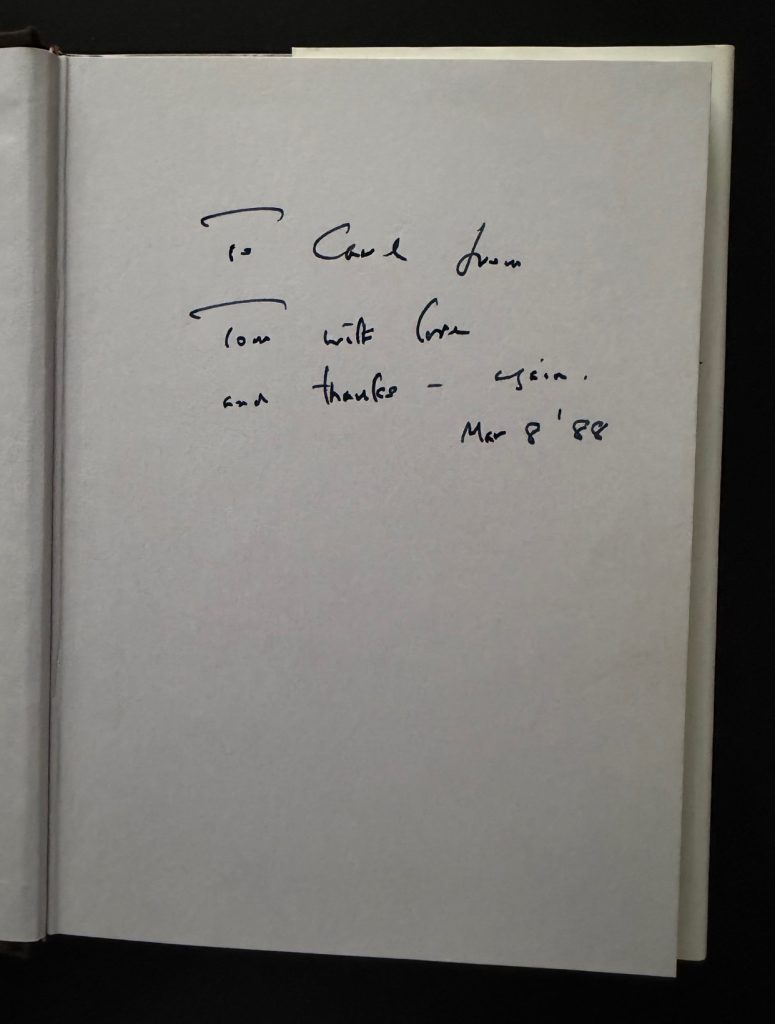 To Carol from
Tom with love
and thanks – again.
Mar 8 '88